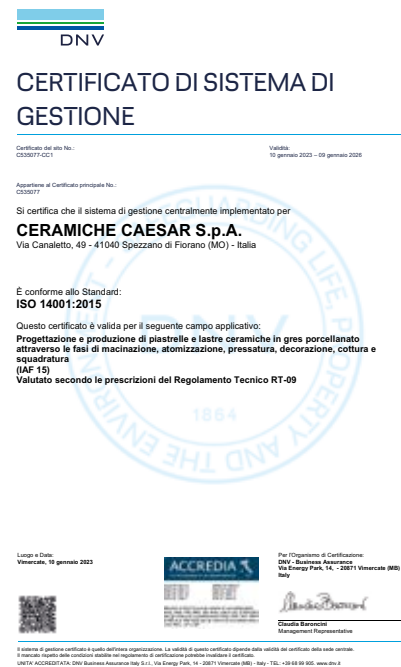 DNV
CERTIFICATO DI SISTEMA DI
GESTIONE
Certificato del sito No.:
C535077-CC1
Validità:
10 gennaio 2023 – 09 gennaio 2026
Appartiene al Certificato principale No.:
C535077
Si certifica che il sistema di gestione centralmente implementato per
CERAMICHE CAESAR S.p.A.
Via Canaletto, 49 - 41040 Spezzano di Fiorano (MO) - Italia
È conforme allo Standard:
ISO 14001:2015
Questo certificato è valida per il seguente campo applicativo:
Progettazione e produzione di piastrelle e lastre ceramiche in gres porcellanato
attraverso le fasi di macinazione, atomizzazione, pressatura, decorazione, cottura e
squadratura
(IAF 15)
Valutato secondo le prescrizioni del Regolamento Tecnico RT-09
DNV
1864
Luogo e Data:
Vimercate, 10 gennaio 2023
ACCREDIA
Per l'Organismo di Certificazione:
DNV - Business Assurance
Via Energy Park, 14, - 20871 Vimercate (MB)
Italy
Claudia Baroncini
Management Representative
Il sistema di gestione certificato è quello dell'intera organizzazione. La validità di questo certificato dipende dalla validità del certificato della sede centrale.
Il mancato rispetto delle condizioni stabilite nel regolamento di certificazione potrebbe invalidare il certificato.
UNITA' ACCREDITATA: DNV Business Assurance Italy S.r.l., Via Energy Park, 14 - 20871 Vimercate (MB) - Italy - TEL: +39 68 99 905. www.dnv.it